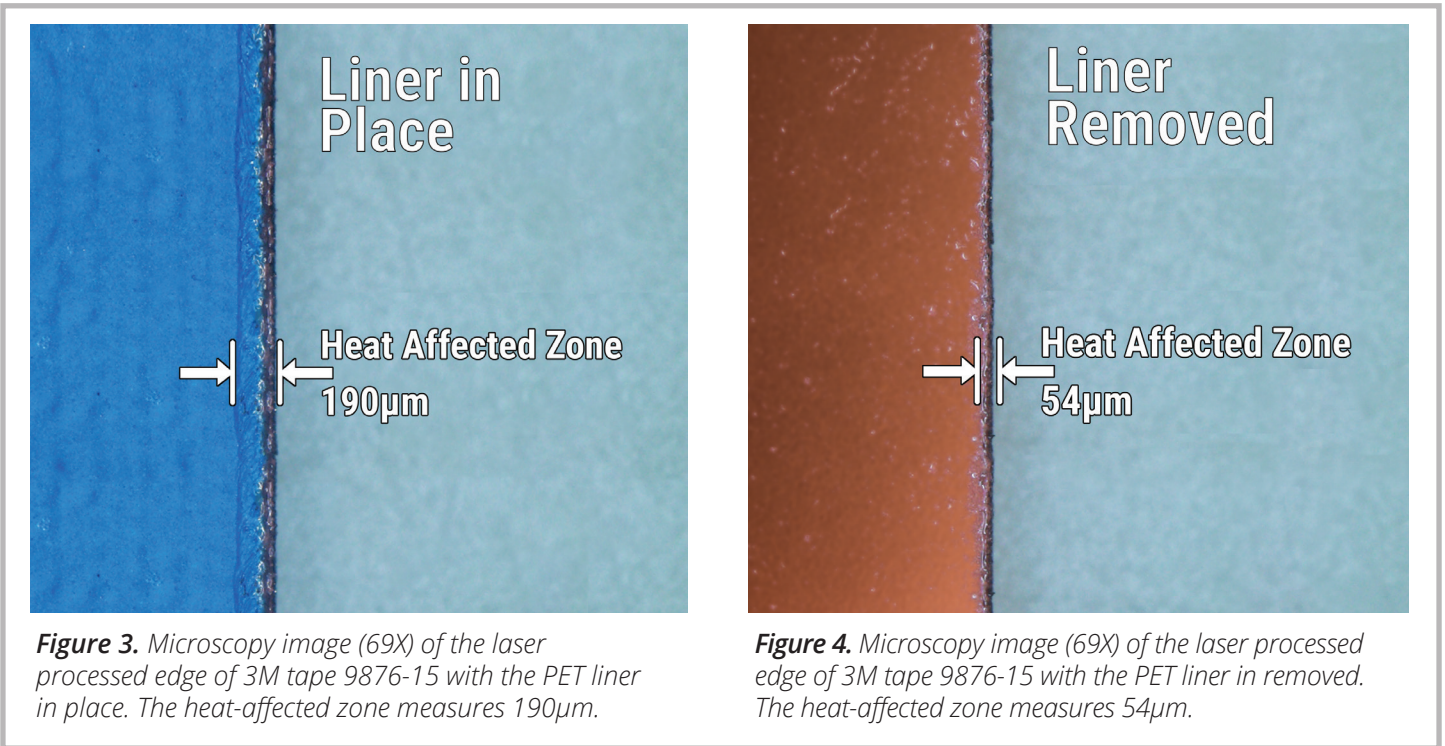 Liner in
Place
Heat Affected Zone
190µm
Figure 3. Microscopy image (69X) of the laser
processed edge of 3M tape 9876-15 with the PET liner
in place. The heat-affected zone measures 190µm.
Liner
Removed
Heat Affected Zone
54µm
Figure 4. Microscopy image (69X) of the laser processed
edge of 3M tape 9876-15 with the PET liner in removed.
The heat-affected zone measures 54µm.